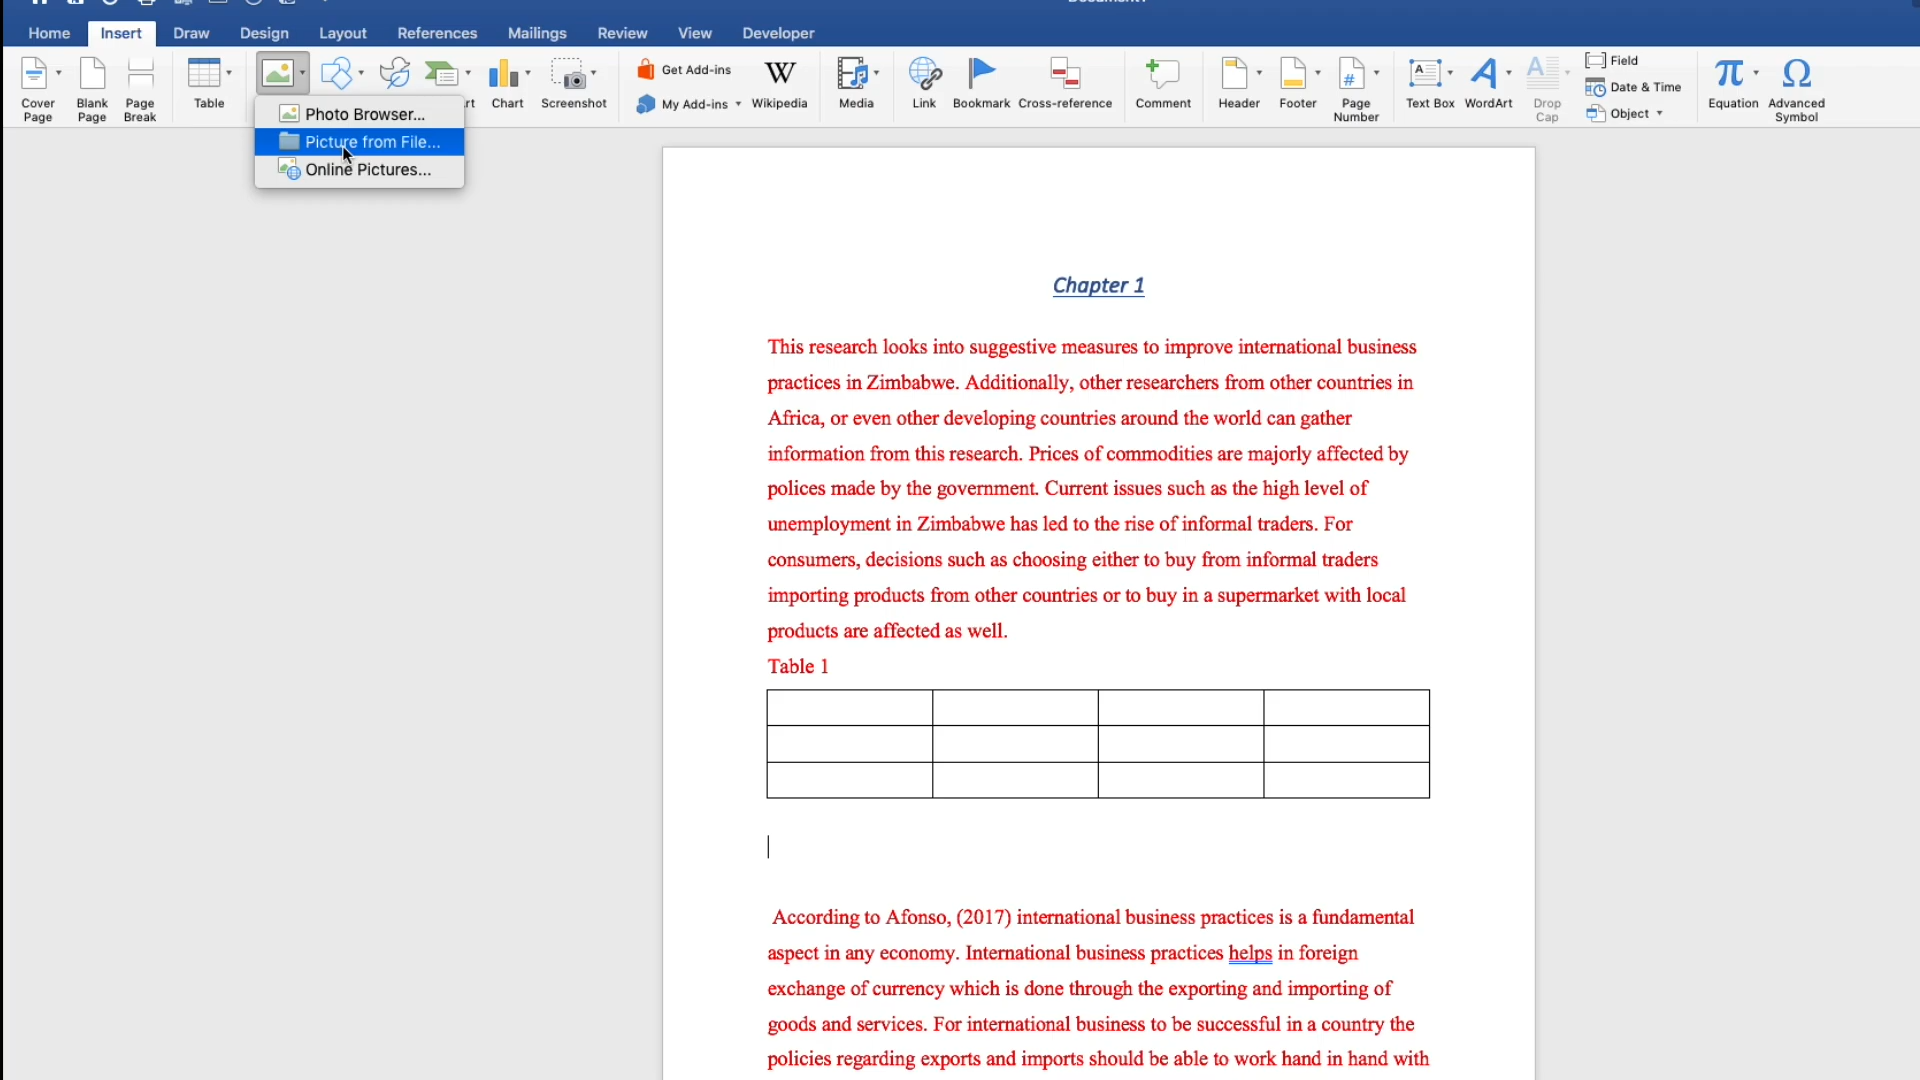 Home Insert Draw Design Layout References Mailings Review View Developer
Cover Page
Blank Page
Page Break
Table
Chart
Screenshot
Get Add-ins
My Add-ins
W
Wikipedia
Media
Link
Bookmark
Cross-reference
Comment
Header
Footer
#
Page Number
A
Text Box
A
WordArt
A
Drop Cap
Field
Date & Time
Object
π
Equation
Ω
Advanced Symbol
Photo Browser...
Picture from File...
Online Pictures...
Chapter 1
This research looks into suggestive measures to improve international business
practices in Zimbabwe. Additionally, other researchers from other countries in
Africa, or even other developing countries around the world can gather
information from this research. Prices of commodities are majorly affected by
polices made by the government. Current issues such as the high level of
unemployment in Zimbabwe has led to the rise of informal traders. For
consumers, decisions such as choosing either to buy from informal traders
importing products from other countries or to buy in a supermarket with local
products are affected as well.
Table 1
According to Afonso, (2017) international business practices is a fundamental
aspect in any economy. International business practices helps in foreign
exchange of currency which is done through the exporting and importing of
goods and services. For international business to be successful in a country the
policies regarding exports and imports should be able to work hand in hand with